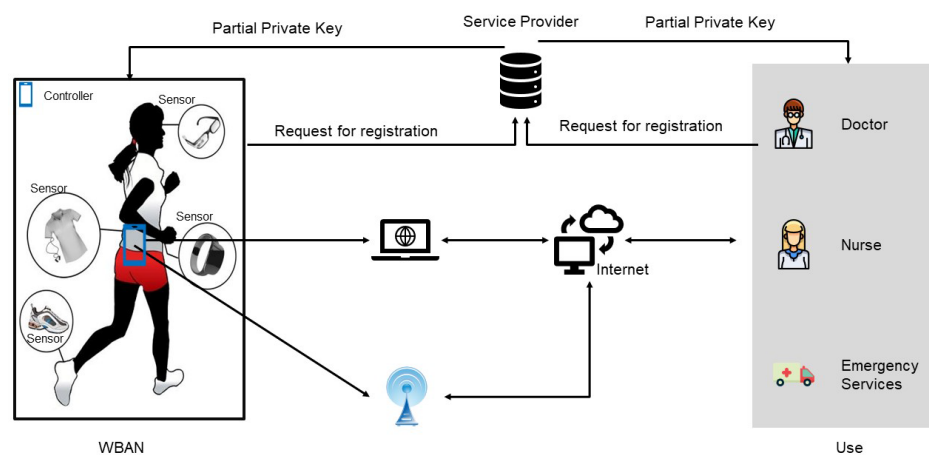 Service Provider
Partial Private Key
Partial Private Key
Controller
Sensor
Request for registration
Request for registration
Doctor
Sensor
Sensor
Internet
Nurse
Sensor
Emergency
Services
WBAN
Use